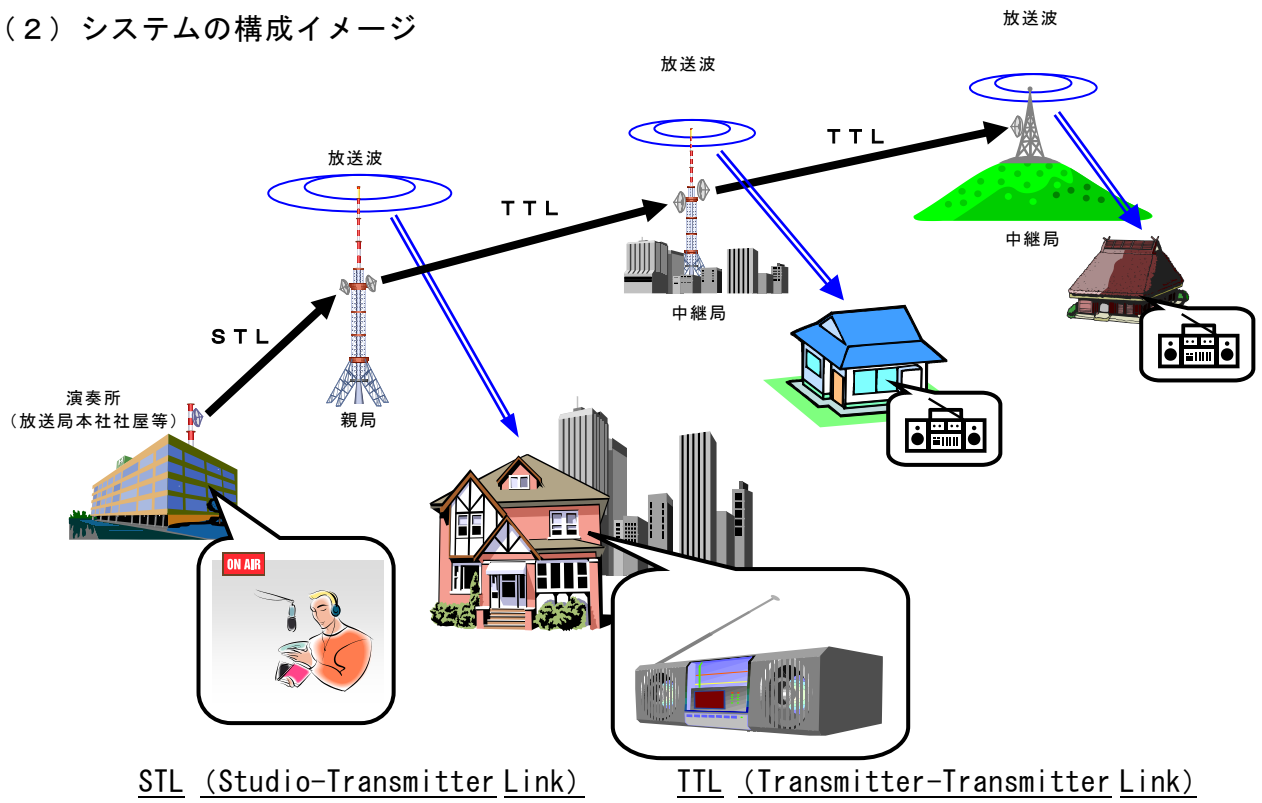 （２）システムの構成イメージ
放送波
放送波
放送波
ＴＴＬ
ＴＴＬ
ＳＴＬ
中継局
中継局
親局
演奏所
（放送局本社社屋等）
ON AIR
STL (Studio-Transmitter Link)
TTL (Transmitter-Transmitter Link)